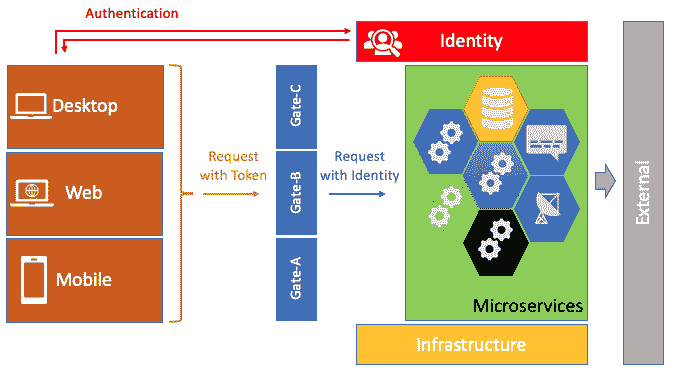 Authentication
Identity
Desktop
Web
Mobile
Request
with Token
Gate-C
Gate-B
Gate-A
Request
with Identity
Microservices
Infrastructure
External